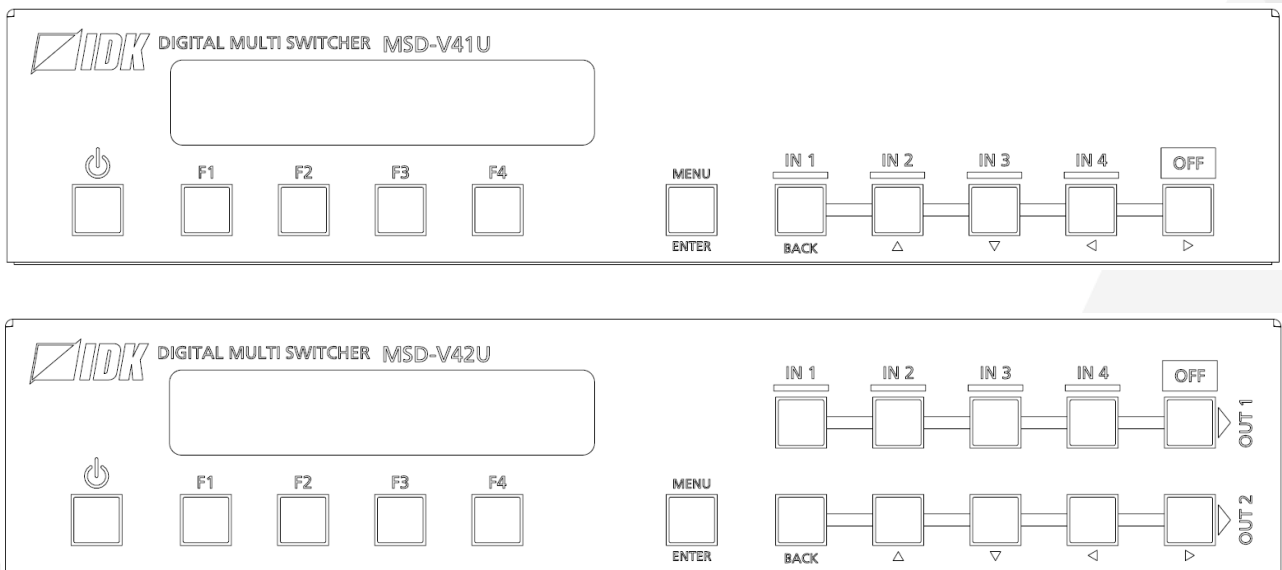 IDK DIGITAL MULTI SWITCHER MSD-V41U
F1 F2 F3 F4 MENU IN 1 IN 2 IN 3 IN 4 OFF
ENTER BACK △ ▽ ◁ ▷
IDK DIGITAL MULTI SWITCHER MSD-V42U
IN 1 IN 2 IN 3 IN 4 OFF
OUT 1
F1 F2 F3 F4 MENU
OUT 2
ENTER BACK △ ▽ ◁ ▷